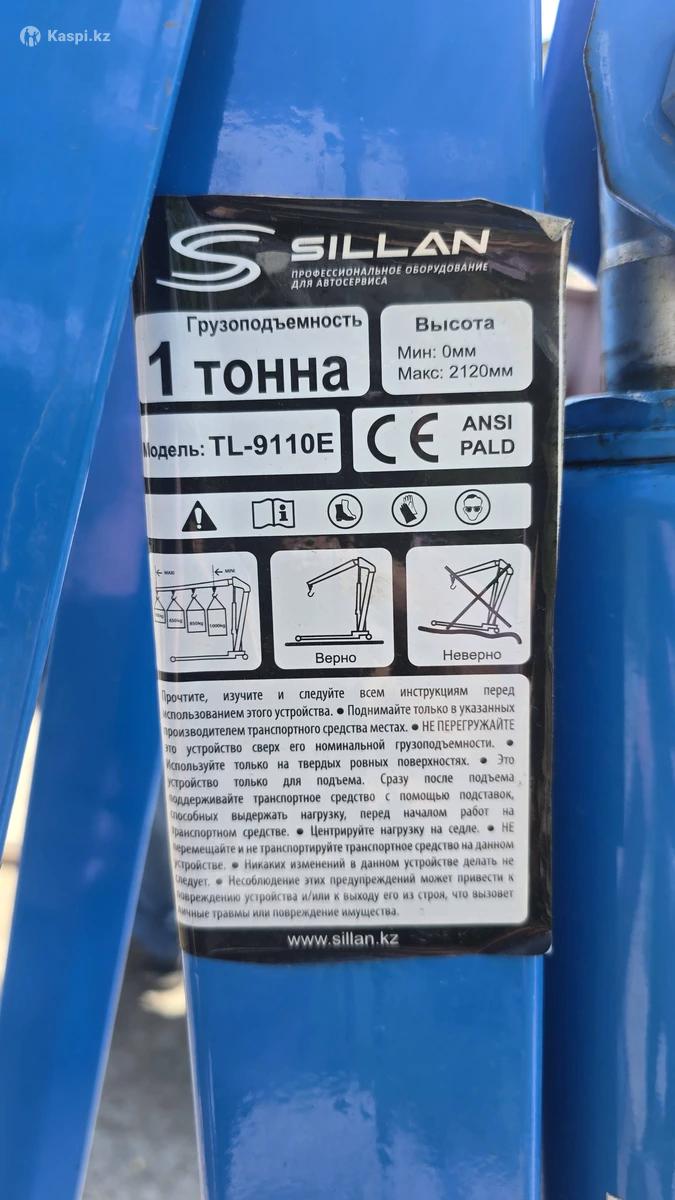 Kaspi.kz
SILLAN
ПРОФЕССИОНАЛЬНОЕ ОБОРУДОВАНИЕ
ДЛЯ АВТОСЕРВИСА
Грузоподъемность
1 тонна
Высота
Мин: 0мм
Макс: 2120мм
Модель: TL-9110E
CE
ANSI
PALD
MAXI
MINI
650kg 850kg 1000kg
Верно
Неверно
Прочтите, изучите и следуйте всем инструкциям перед
использованием этого устройства. ● Поднимайте только в указанных
производителем транспортного средства местах. ● НЕ ПЕРЕГРУЖАЙТЕ
это устройство сверх его номинальной грузоподъемности. ●
Используйте только на твердых ровных поверхностях. ● Это
устройство только для подъема. Сразу после подъема
поддерживайте транспортное средство с помощью подставок,
способных выдержать нагрузку, перед началом работ на
транспортном средстве. ● Центрируйте нагрузку на седле. ● НЕ
перемещайте и не транспортируйте транспортное средство на данном
устройстве. ● Никаких изменений в данном устройстве делать не
следует. ● Несоблюдение этих предупреждений может привести к
повреждению устройства и/или к выходу его из строя, что вызовет
личные травмы или повреждение имущества.
www.sillan.kz